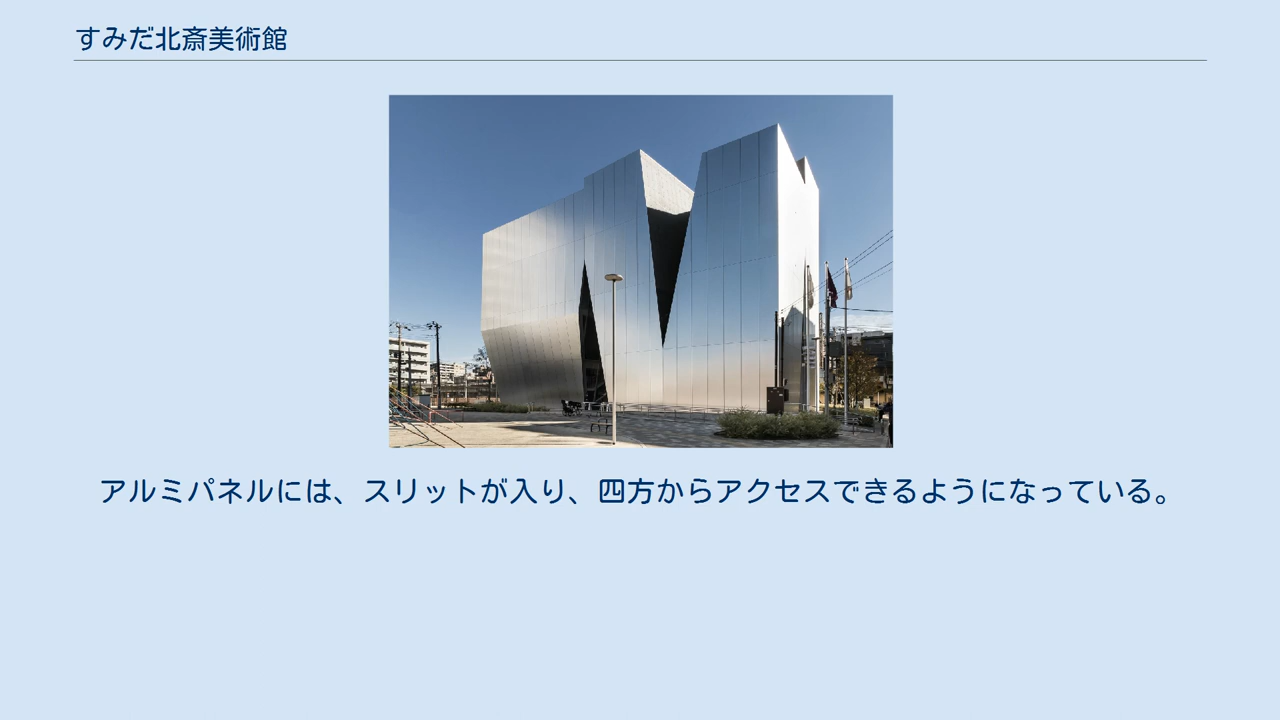 すみだ北斎美術館
アルミパネルには、スリットが入り、四方からアクセスできるようになっている。